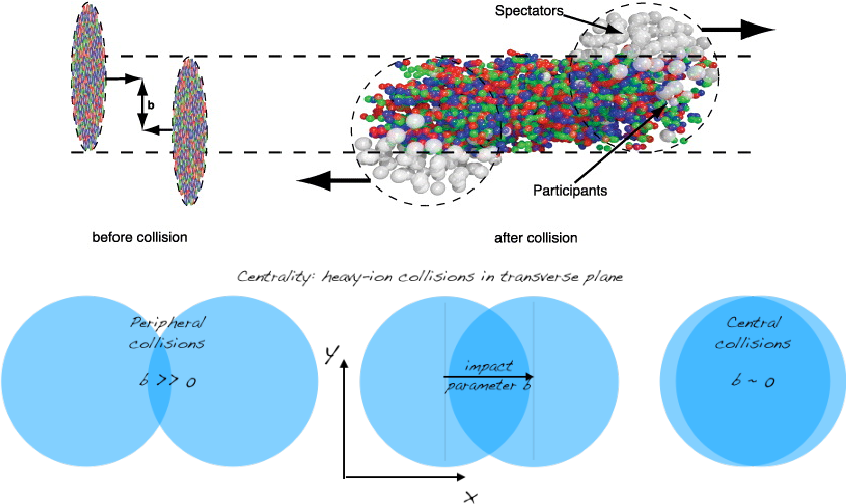 Spectators
b
Participants
before collision
after collision
Centrality: heavy-ion collisions in transverse plane
Peripheral
collisions
b >> 0
y
impact
parameter b
x
Central
collisions
b ~ 0